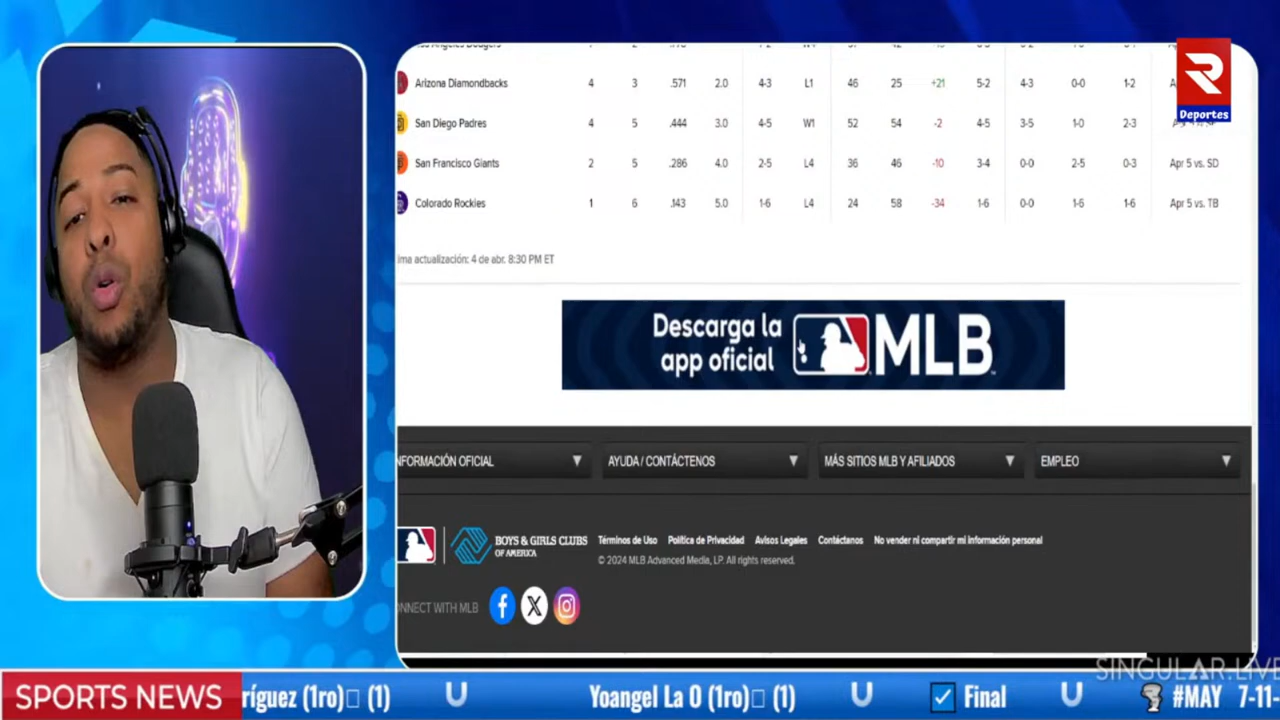 Arizona Diamondbacks 4 3 .571 2.0 4-3 L1 46 25 +21 5-2 4-3 0-0 1-2
San Diego Padres 4 5 .444 3.0 4-5 W1 52 54 -2 4-5 3-5 1-0 2-3
San Francisco Giants 2 5 .286 4.0 2-5 L4 36 46 -10 3-4 0-0 2-5 0-3 Apr 5 vs. SD
Colorado Rockies 1 6 .143 5.0 1-6 L4 24 58 -34 1-6 0-0 1-6 1-6 Apr 5 vs. TB
Deportes
ima actualización: 4 de abr. 8:30 PM ET
Descarga la
app oficial
MLB
NFORMACIÓN OFICIAL
AYUDA / CONTÁCTENOS
MÁS SITIOS MLB Y AFILIADOS
EMPLEO
BOYS & GIRLS CLUBS
OF AMERICA
Términos de Uso Política de Privacidad Avisos Legales Contáctanos No vender ni compartir mi información personal
© 2024 MLB Advanced Media, LP. All rights reserved.
ONNECT WITH MLB
SINGULAR.LIVE
SPORTS NEWS
ríguez (1ro) (1) Yoangel La O (1ro) (1) Final #MAY 7-11-